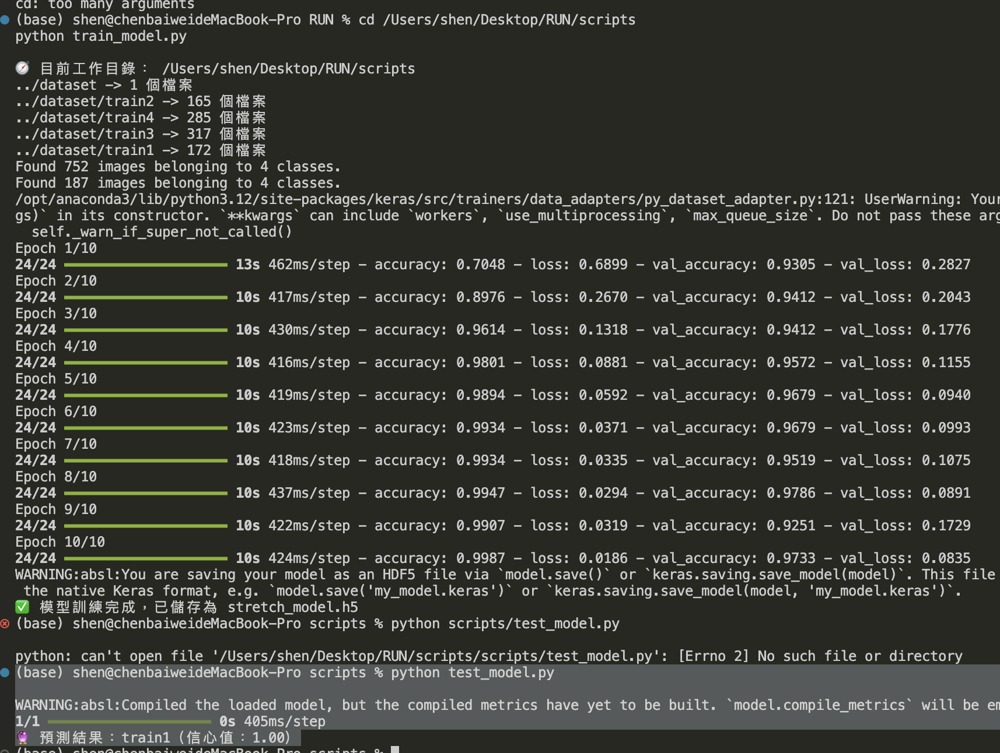 cd: too many arguments
(base) shen@chenbaiweideMacBook-Pro RUN % cd /Users/shen/Desktop/RUN/scripts
python train_model.py
🧭 目前工作目錄： /Users/shen/Desktop/RUN/scripts
../dataset -> 1 個檔案
../dataset/train2 -> 165 個檔案
../dataset/train4 -> 285 個檔案
../dataset/train3 -> 317 個檔案
../dataset/train1 -> 172 個檔案
Found 752 images belonging to 4 classes.
Found 187 images belonging to 4 classes.
/opt/anaconda3/lib/python3.12/site-packages/keras/src/trainers/data_adapters/py_dataset_adapter.py:121: UserWarning: Your
gs)` in its constructor. `**kwargs` can include `workers`, `use_multiprocessing`, `max_queue_size`. Do not pass these arg
self._warn_if_super_not_called()
Epoch 1/10
24/24 13s 462ms/step - accuracy: 0.7048 - loss: 0.6899 - val_accuracy: 0.9305 - val_loss: 0.2827
Epoch 2/10
24/24 10s 417ms/step - accuracy: 0.8976 - loss: 0.2670 - val_accuracy: 0.9412 - val_loss: 0.2043
Epoch 3/10
24/24 10s 430ms/step - accuracy: 0.9614 - loss: 0.1318 - val_accuracy: 0.9412 - val_loss: 0.1776
Epoch 4/10
24/24 10s 416ms/step - accuracy: 0.9801 - loss: 0.0881 - val_accuracy: 0.9572 - val_loss: 0.1155
Epoch 5/10
24/24 10s 419ms/step - accuracy: 0.9894 - loss: 0.0592 - val_accuracy: 0.9679 - val_loss: 0.0940
Epoch 6/10
24/24 10s 423ms/step - accuracy: 0.9934 - loss: 0.0371 - val_accuracy: 0.9679 - val_loss: 0.0993
Epoch 7/10
24/24 10s 418ms/step - accuracy: 0.9934 - loss: 0.0335 - val_accuracy: 0.9519 - val_loss: 0.1075
Epoch 8/10
24/24 10s 437ms/step - accuracy: 0.9947 - loss: 0.0294 - val_accuracy: 0.9786 - val_loss: 0.0891
Epoch 9/10
24/24 10s 422ms/step - accuracy: 0.9907 - loss: 0.0319 - val_accuracy: 0.9251 - val_loss: 0.1729
Epoch 10/10
24/24 10s 424ms/step - accuracy: 0.9987 - loss: 0.0186 - val_accuracy: 0.9733 - val_loss: 0.0835
WARNING:absl:You are saving your model as an HDF5 file via `model.save()` or `keras.saving.save_model(model)`. This file
the native Keras format, e.g. `model.save('my_model.keras')` or `keras.saving.save_model(model, 'my_model.keras')`.
✅ 模型訓練完成，已儲存為 stretch_model.h5
(base) shen@chenbaiweideMacBook-Pro scripts % python scripts/test_model.py
python: can't open file '/Users/shen/Desktop/RUN/scripts/scripts/test_model.py': [Errno 2] No such file or directory
(base) shen@chenbaiweideMacBook-Pro scripts % python test_model.py
WARNING:absl:Compiled the loaded model, but the compiled metrics have yet to be built. `model.compile_metrics` will be em
1/1 0s 405ms/step
🔮 預測結果：train1（信心值：1.00）
(base) shen@chenbaiweideMacBook-Pro scripts %